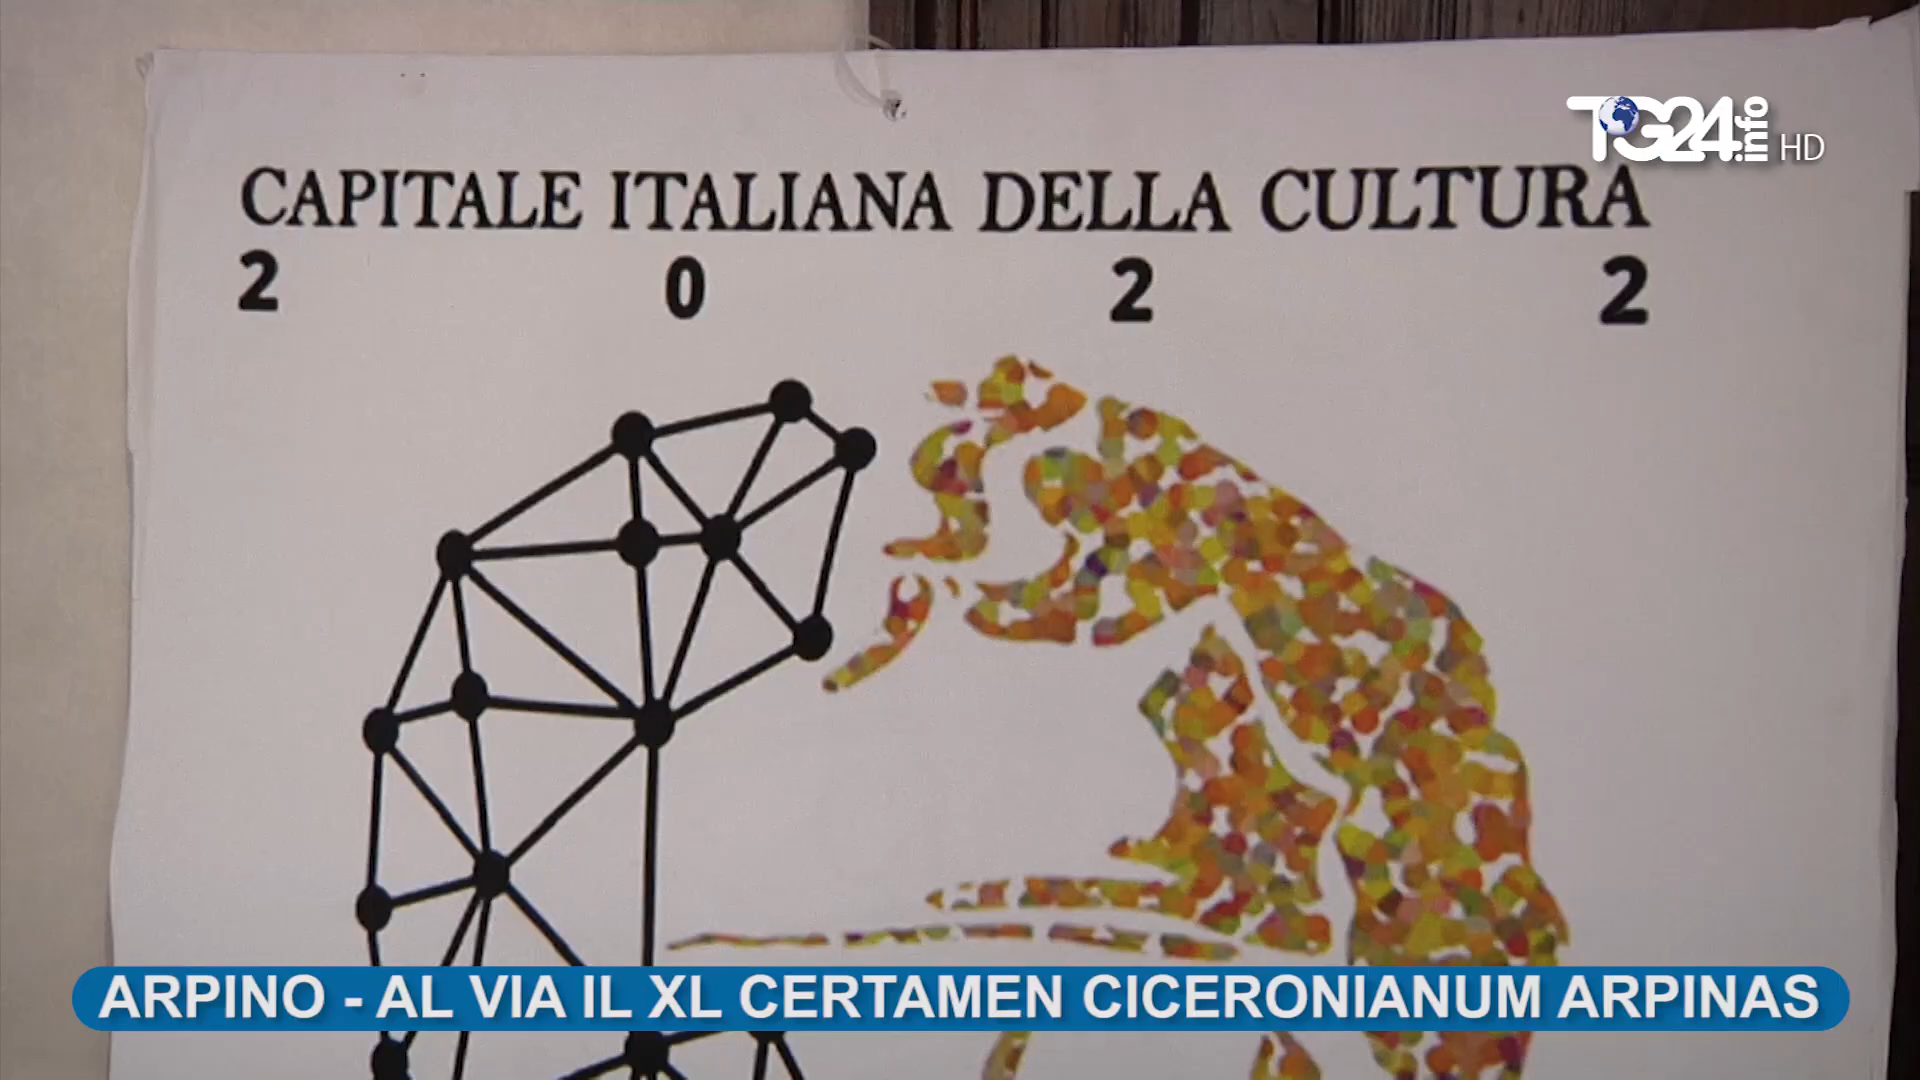 TG24.info HD
CAPITALE ITALIANA DELLA CULTURA
2 0 2 2
ARPINO - AL VIA IL XL CERTAMEN CICERONIANUM ARPINAS